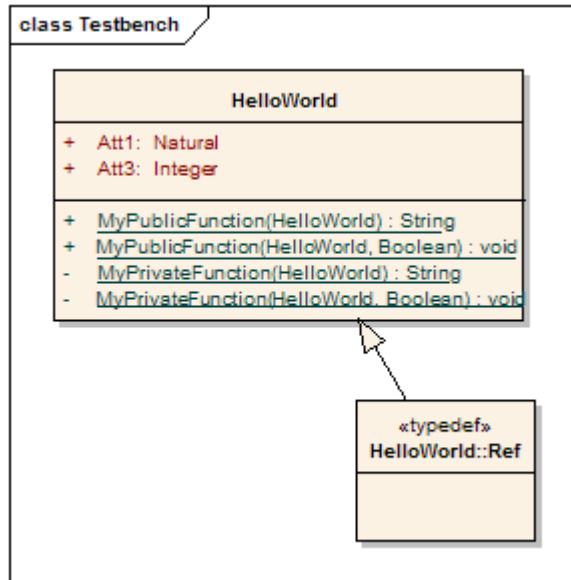 class Testbench
HelloWorld
+ Att1: Natural
+ Att3: Integer
+ MyPublicFunction(HelloWorld) : String
+ MyPublicFunction(HelloWorld, Boolean) : void
- MyPrivateFunction(HelloWorld) : String
- MyPrivateFunction(HelloWorld, Boolean) : void
«typedef»
HelloWorld::Ref